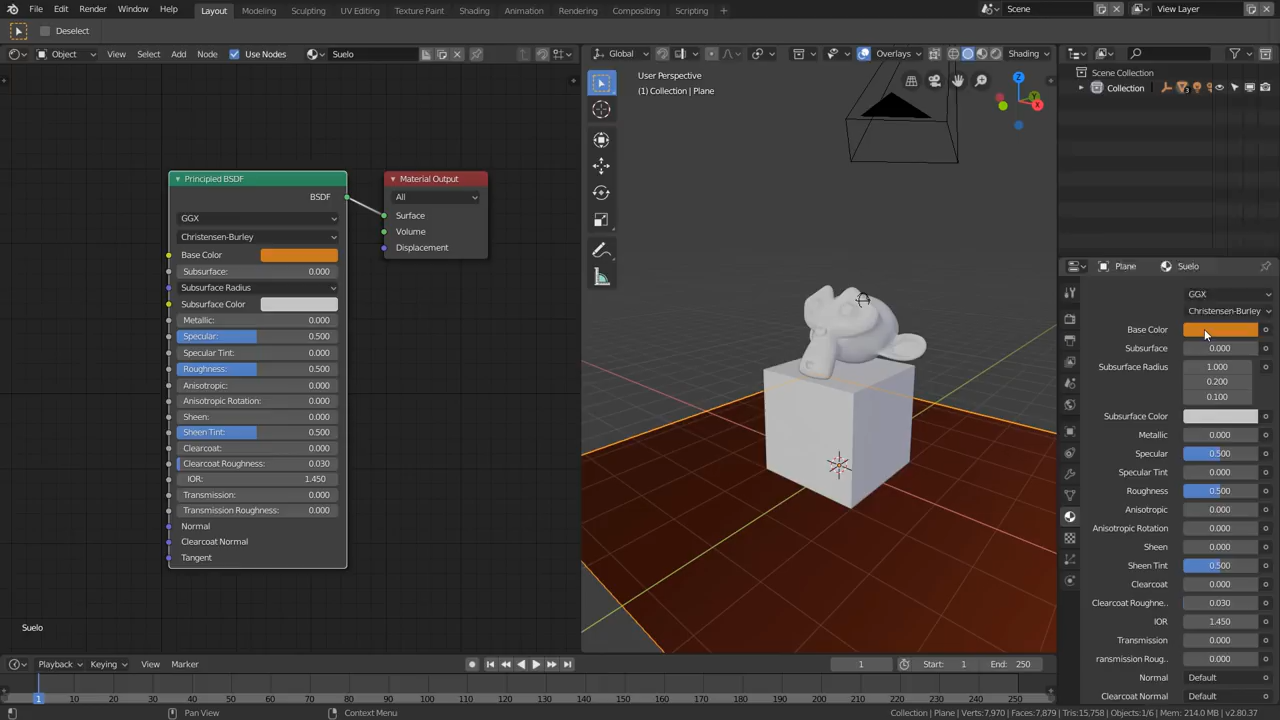 File Edit Render Window Help Layout Modeling Sculpting UV Editing Texture Paint Shading Animation Rendering Compositing Scripting Scene View Layer
Deselect
Object View Select Add Node Use Nodes Suelo Global Overlays Shading
User Perspective
(1) Collection | Plane
Scene Collection
Collection
Principled BSDF
BSDF
GGX
Christensen-Burley
Base Color
Subsurface: 0.000
Subsurface Radius
Subsurface Color
Metallic: 0.000
Specular: 0.500
Specular Tint: 0.000
Roughness: 0.500
Anisotropic: 0.000
Anisotropic Rotation: 0.000
Sheen: 0.000
Sheen Tint: 0.500
Clearcoat: 0.000
Clearcoat Roughness: 0.030
IOR: 1.450
Transmission: 0.000
Transmission Roughness: 0.000
Normal
Clearcoat Normal
Tangent
Material Output
All
Surface
Volume
Displacement
Z
Y
X
Plane Suelo
GGX
Christensen-Burley
Base Color
Subsurface 0.000
Subsurface Radius 1.000
0.200
0.100
Subsurface Color
Metallic 0.000
Specular 0.500
Specular Tint 0.000
Roughness 0.500
Anisotropic 0.000
Anisotropic Rotation 0.000
Sheen 0.000
Sheen Tint 0.500
Clearcoat 0.000
Clearcoat Roughne.. 0.030
IOR 1.450
Transmission 0.000
ransmission Roug.. 0.000
Normal Default
Clearcoat Normal Default
Suelo
Playback Keying View Marker 1 Start: 1 End: 250
1 10 20 30 40 50 60 70 80 90 100 110 120 130 140 150 160 170 180 190 200 210 220 230 240 250
Pan View Context Menu Collection | Plane | Verts:7,970 | Faces:7,879 | Tris:15,758 | Objects:1/6 | Mem: 214.0 MB | v2.80.37